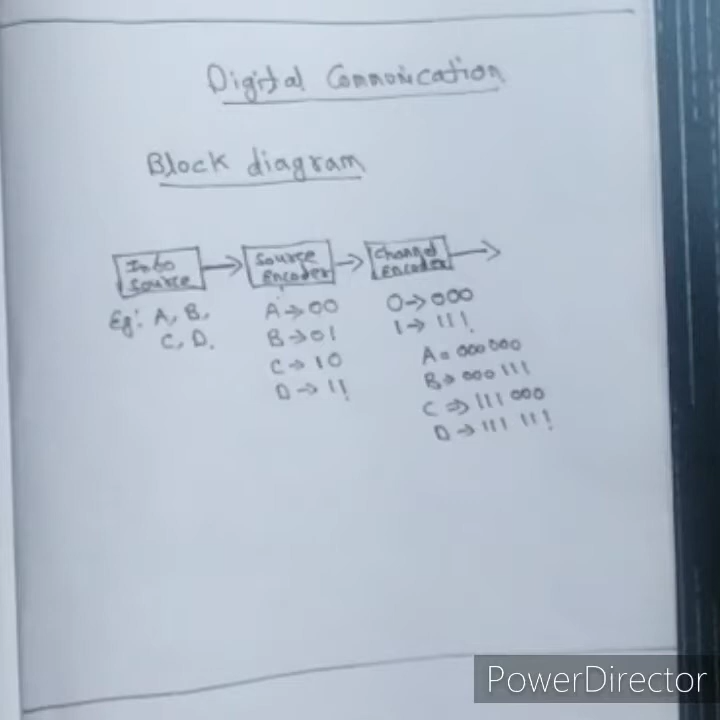 Digital Commonication
Block diagram
Info source
Source Encoder
Channel Encoder
Eg: A, B,
C, D.
A → 00
B → 01
C → 10
D → 11
0 → 000
1 → 111
A = 000 000
B → 000 111
C ⇒ 111 000
D → 111 111
PowerDirector